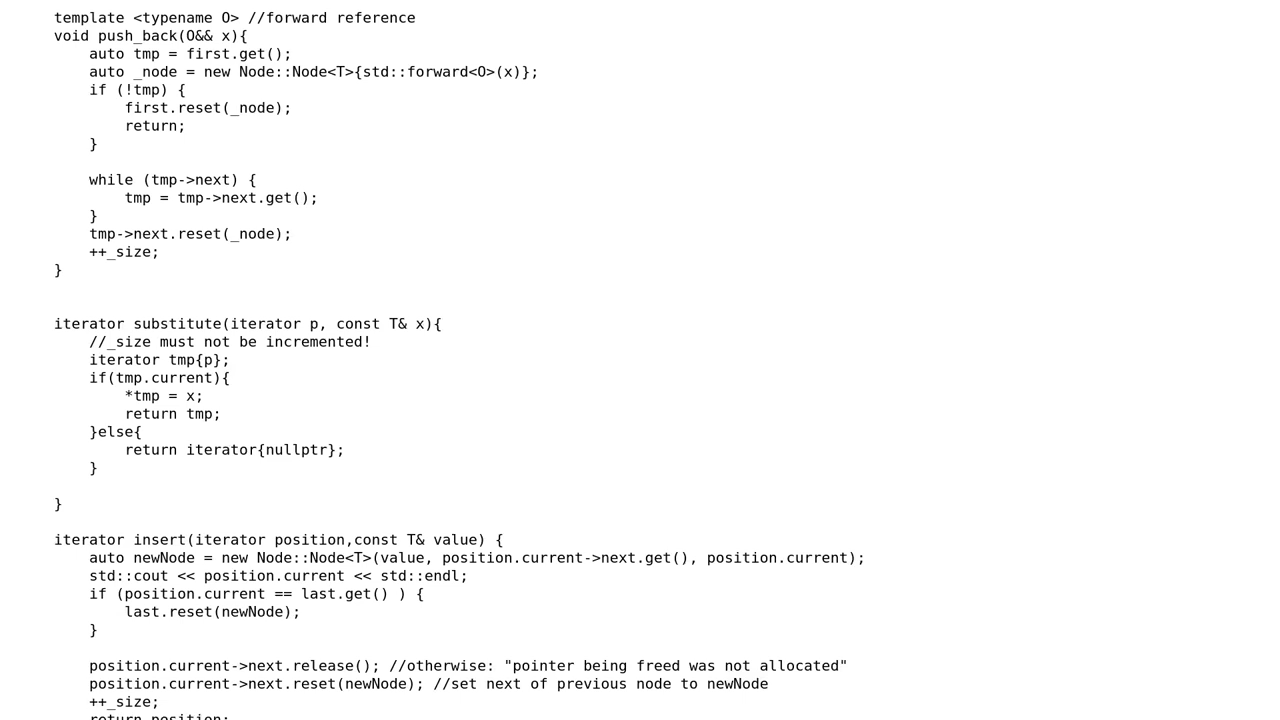 template <typename O> //forward reference
void push_back(O&& x){
    auto tmp = first.get();
    auto _node = new Node::Node<T>{std::forward<O>(x)};
    if (!tmp) {
        first.reset(_node);
        return;
    }
    while (tmp->next) {
        tmp = tmp->next.get();
    }
    tmp->next.reset(_node);
    ++_size;
}
iterator substitute(iterator p, const T& x){
    //_size must not be incremented!
    iterator tmp{p};
    if(tmp.current){
        *tmp = x;
        return tmp;
    }else{
        return iterator{nullptr};
    }
}
iterator insert(iterator position,const T& value) {
    auto newNode = new Node::Node<T>(value, position.current->next.get(), position.current);
    std::cout << position.current << std::endl;
    if (position.current == last.get() ) {
        last.reset(newNode);
    }
    position.current->next.release(); //otherwise: "pointer being freed was not allocated"
    position.current->next.reset(newNode); //set next of previous node to newNode
    ++_size;
    return position;